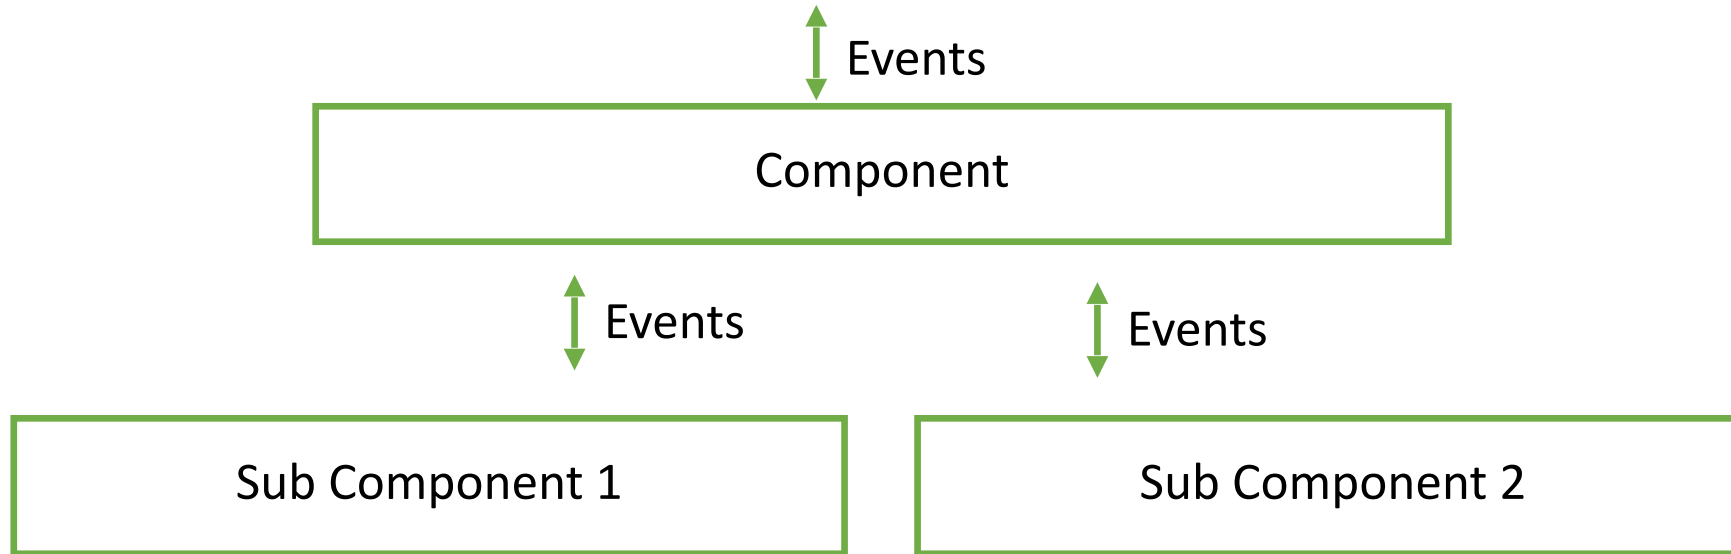 Events
Component
Events
Events
Sub Component 1
Sub Component 2